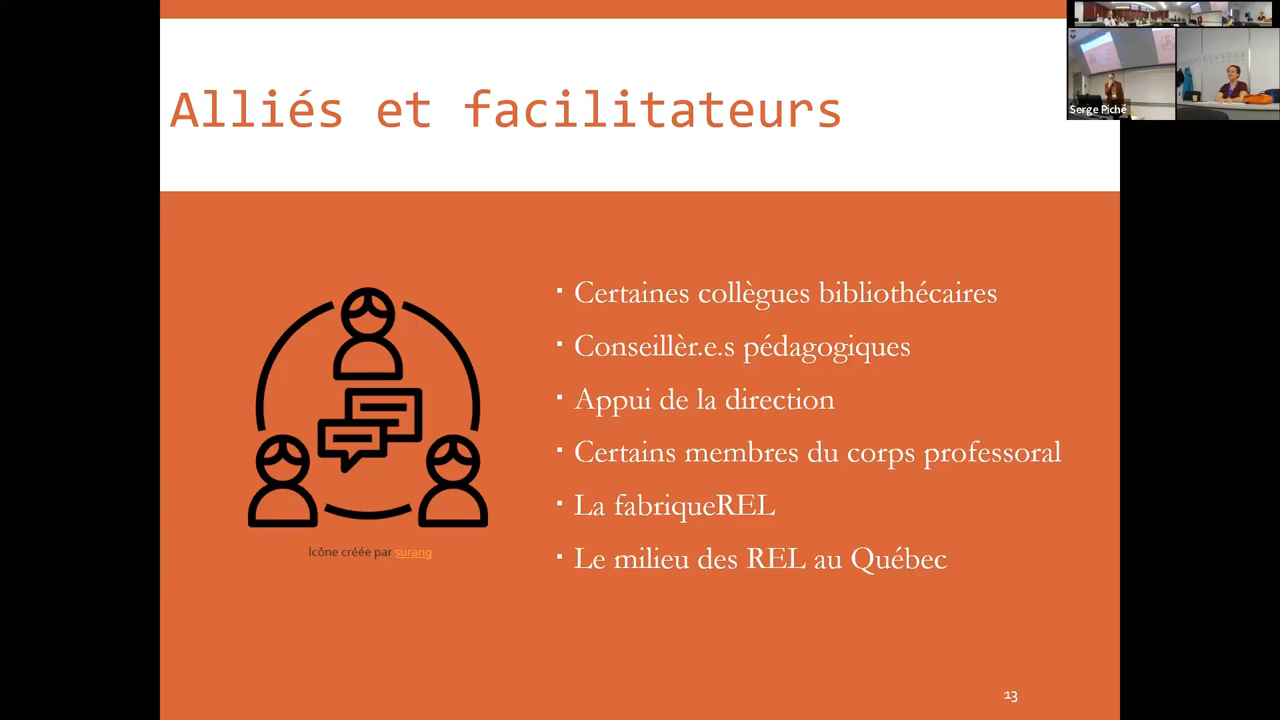 Alliés et facilitateurs
Serge Piché
▪ Certaines collègues bibliothécaires
▪ Conseillèr.e.s pédagogiques
▪ Appui de la direction
▪ Certains membres du corps professoral
▪ La fabriqueREL
▪ Le milieu des REL au Québec
Icône créée par surang
13